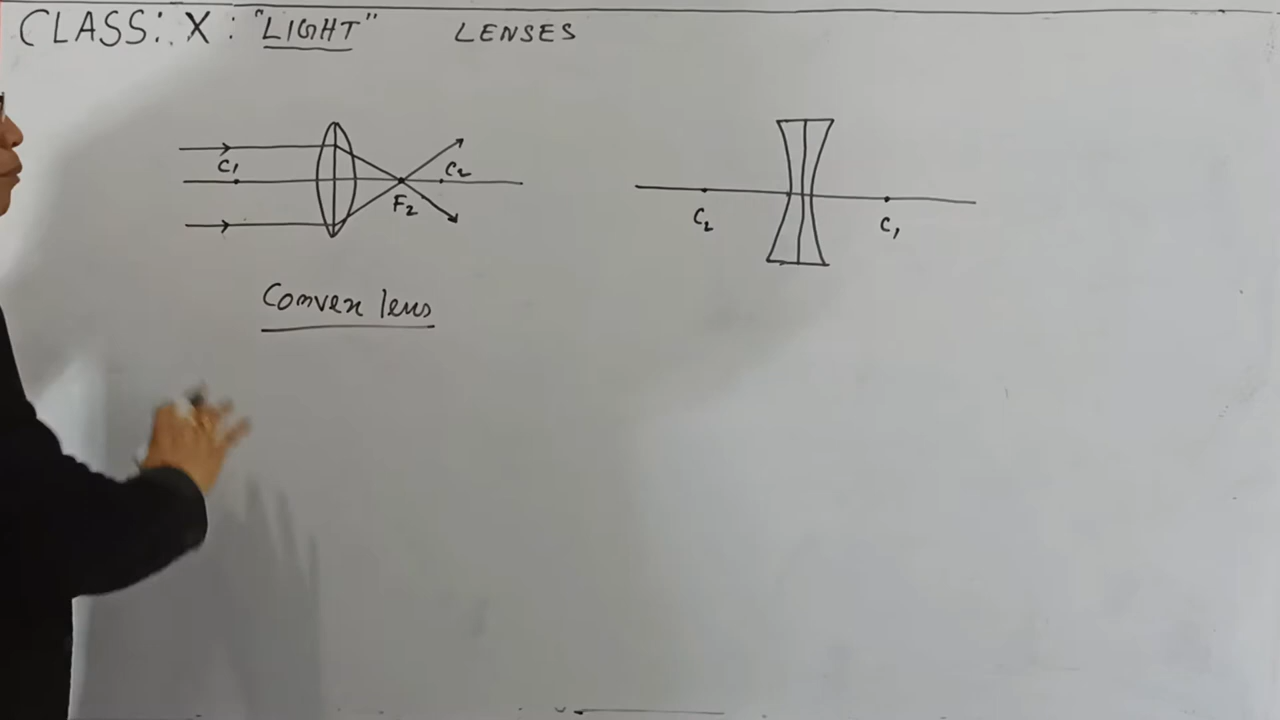 CLASS: X: "LIGHT" LENSES
C1 C2
F2
C2 C1
Convex lens